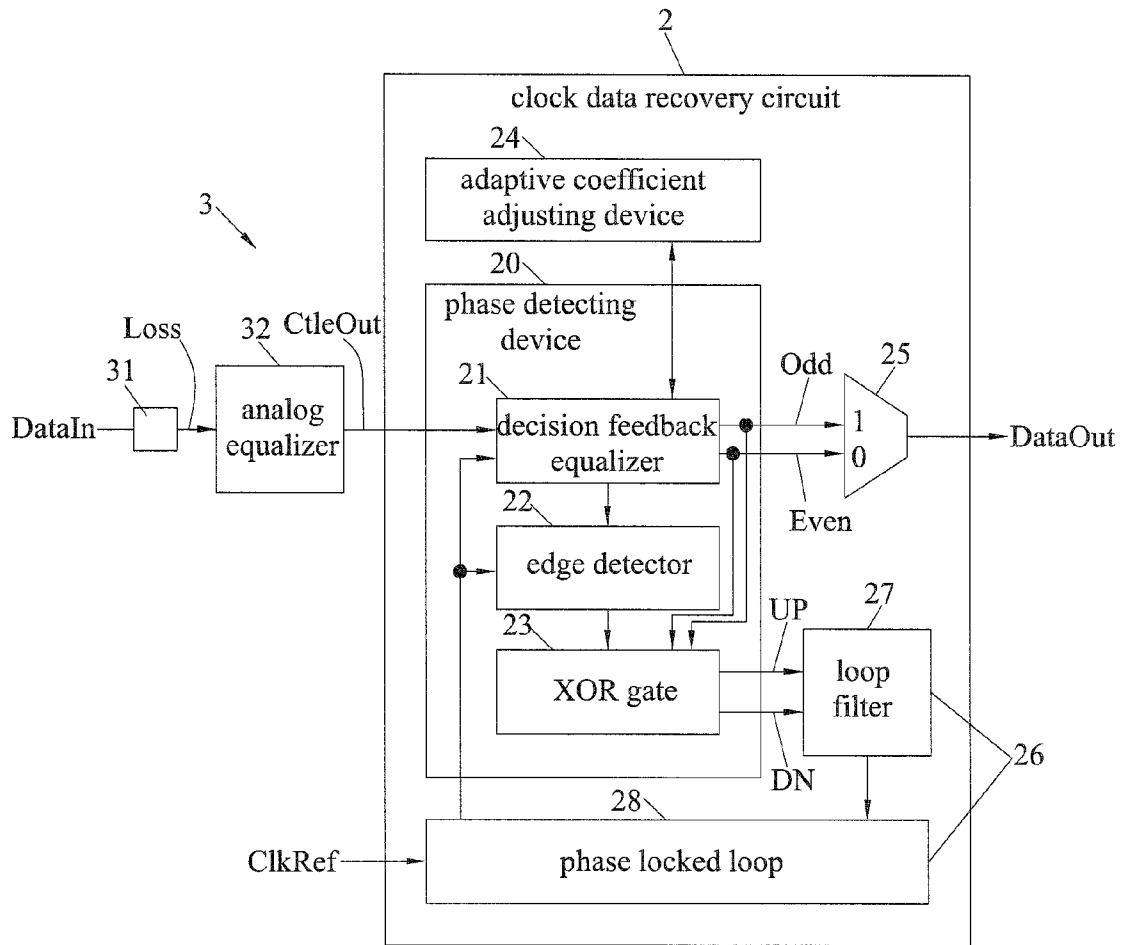 2
clock data recovery circuit
24
adaptive coefficient
adjusting device
3
20
phase detecting
device
Loss
32
CtleOut
31
21
Odd
25
DataIn
analog
equalizer
decision feedback
equalizer
1
0
DataOut
Even
22
edge detector
23
UP
27
XOR gate
loop
filter
DN
26
28
ClkRef
phase locked loop